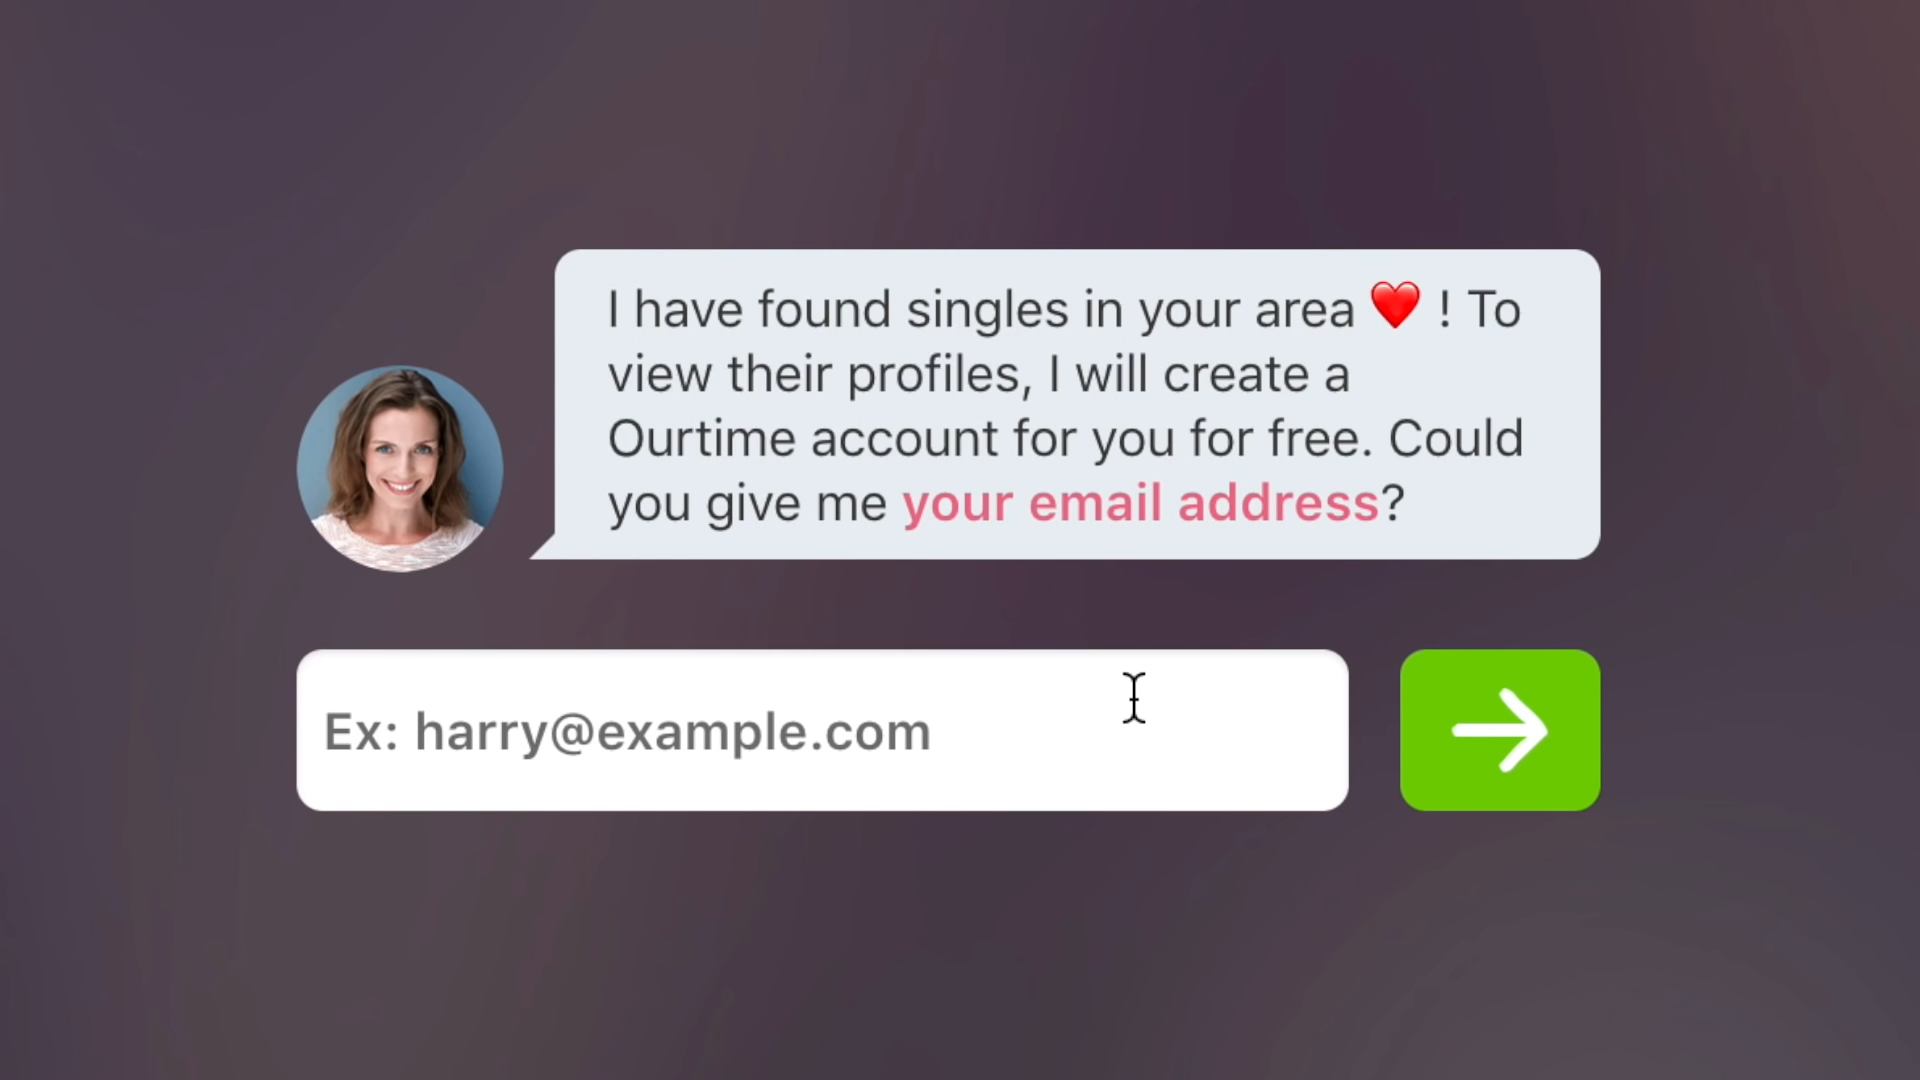 I have found singles in your area ❤️ ! To
view their profiles, I will create a
Ourtime account for you for free. Could
you give me your email address?
Ex: harry@example.com